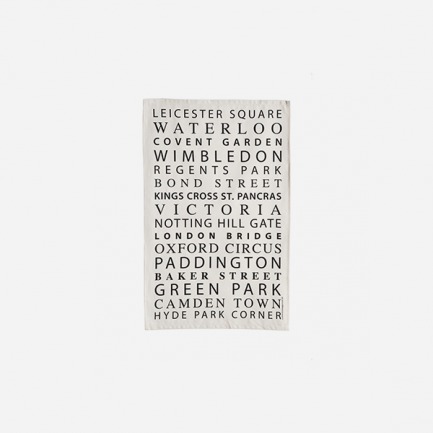 LEICESTER SQUARE
WATERLOO
COVENT GARDEN
WIMBLEDON
REGENTS PARK
BOND STREET
KINGS CROSS ST. PANCRAS
VICTORIA
NOTTING HILL GATE
LONDON BRIDGE
OXFORD CIRCUS
PADDINGTON
BAKER STREET
GREEN PARK
CAMDEN TOWN
HYDE PARK CORNER